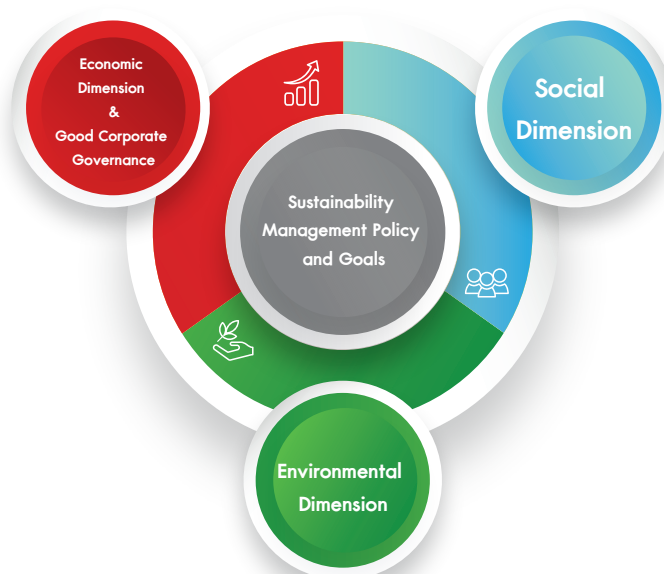 Economic
Dimension
&
Good Corporate
Governance
Social
Dimension
Sustainability
Management Policy
and Goals
Environmental
Dimension